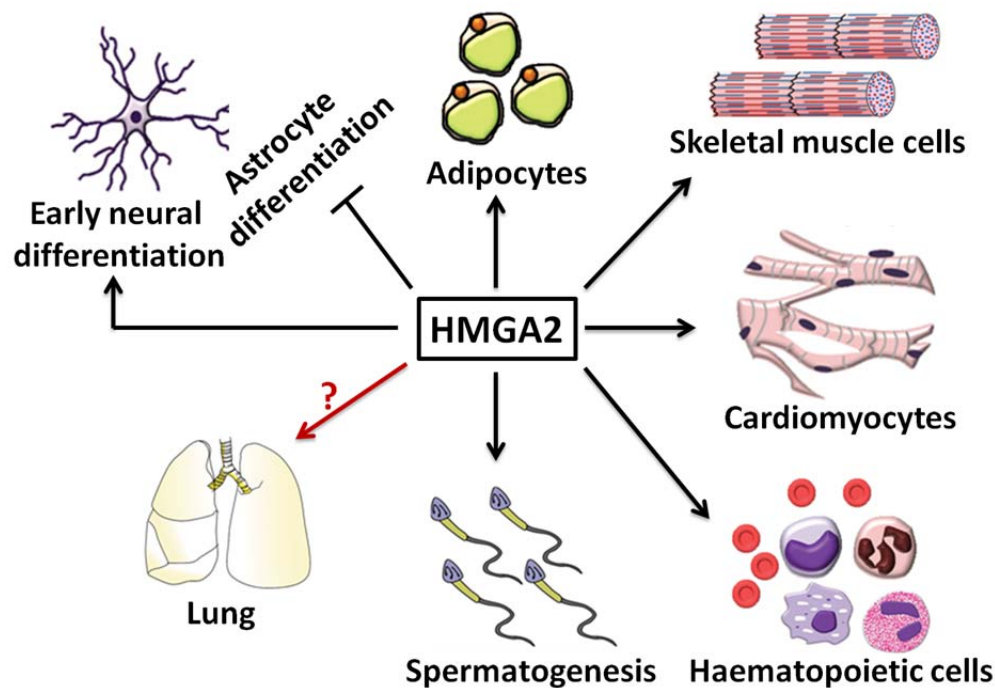 Skeletal muscle cells
Adipocytes
Astrocyte
differentiation
Early neural
differentiation
HMGA2
Cardiomyocytes
?
Lung
Spermatogenesis
Haematopoietic cells